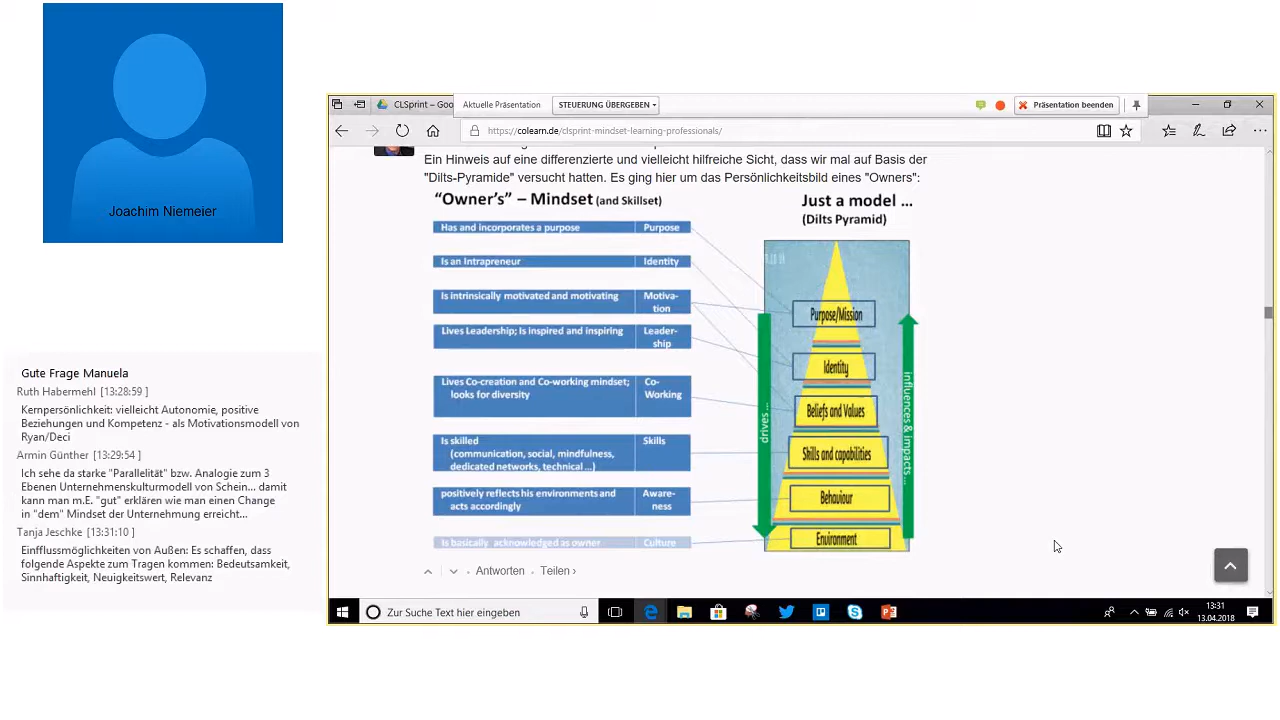 Joachim Niemeier
Gute Frage Manuela
Ruth Habermehl [13:28:59 ]
Kernpersönlichkeit: vielleicht Autonomie, positive
Beziehungen und Kompetenz - als Motivationsmodell von
Ryan/Deci
Armin Günther [13:29:54 ]
Ich sehe da starke "Parallelität" bzw. Analogie zum 3
Ebenen Unternehmenskulturmodell von Schein... damit
kann man m.E. "gut" erklären wie man einen Change
in "dem" Mindset der Unternehmung erreicht...
Tanja Jeschke [13:31:10 ]
Einfflussmöglichkeiten von Außen: Es schaffen, dass
folgende Aspekte zum Tragen kommen: Bedeutsamkeit,
Sinnhaftigkeit, Neuigkeitswert, Relevanz
CLSprint – Goo
Aktuelle Präsentation
STEUERUNG ÜBERGEBEN
Präsentation beenden
https://colearn.de/clsprint-mindset-learning-professionals/
Ein Hinweis auf eine differenzierte und vielleicht hilfreiche Sicht, dass wir mal auf Basis der
"Dilts-Pyramide" versucht hatten. Es ging hier um das Persönlichkeitsbild eines "Owners":
“Owner’s” – Mindset (and Skillset)
Has and incorporates a purpose Purpose
Is an Intrapreneur Identity
Is intrinsically motivated and motivating Motiva-
tion
Lives Leadership; Is inspired and inspiring Leader-
ship
Lives Co-creation and Co-working mindset; Co-
looks for diversity Working
Is skilled Skills
(communication, social, mindfulness,
dedicated networks, technical ...)
positively reflects his environments and Aware-
acts accordingly ness
Is basically acknowledged as owner Culture
Just a model ...
(Dilts Pyramid)
Purpose/Mission
Identity
Beliefs and Values
Skills and capabilities
Behaviour
Environment
drives ...
influences & impacts...
Antworten Teilen ›
Zur Suche Text hier eingeben
13:31
13.04.2018